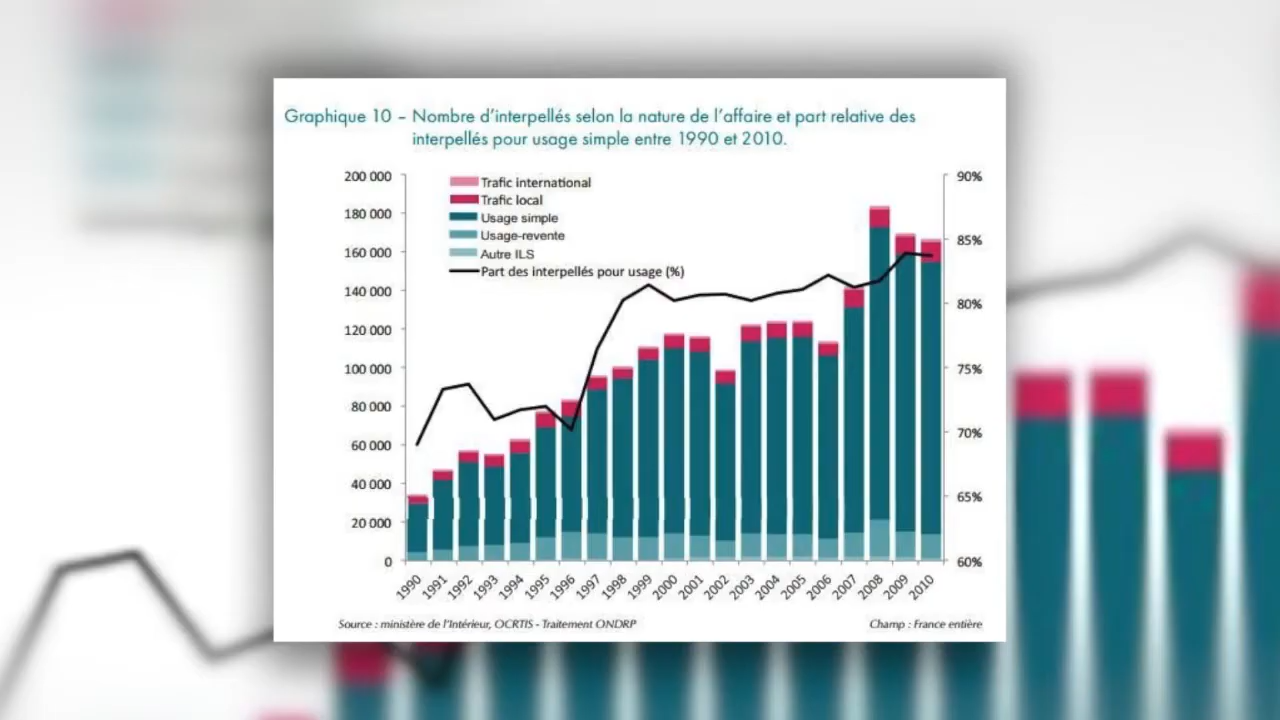 Graphique 10 – Nombre d'interpellés selon la nature de l'affaire et part relative des
interpellés pour usage simple entre 1990 et 2010.
200 000
180 000
160 000
140 000
120 000
100 000
80 000
60 000
40 000
20 000
0
Trafic international
Trafic local
Usage simple
Usage-revente
Autre ILS
Part des interpellés pour usage (%)
90%
85%
80%
75%
70%
65%
60%
1990 1991 1992 1993 1994 1995 1996 1997 1998 1999 2000 2001 2002 2003 2004 2005 2006 2007 2008 2009 2010
Source : ministère de l'Intérieur, OCRTIS - Traitement ONDRP
Champ : France entière